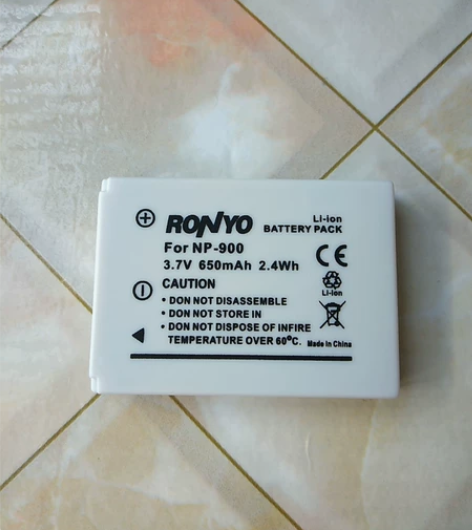 RONYO
Li-ion
BATTERY PACK
For NP-900
3.7V 650mAh 2.4Wh
CE
CAUTION
Li-ion
• DON NOT DISASSEMBLE
• DON NOT STORE IN
• DO NOT DISPOSE OF INFIRE
TEMPERATURE OVER 60°C.
Made in China